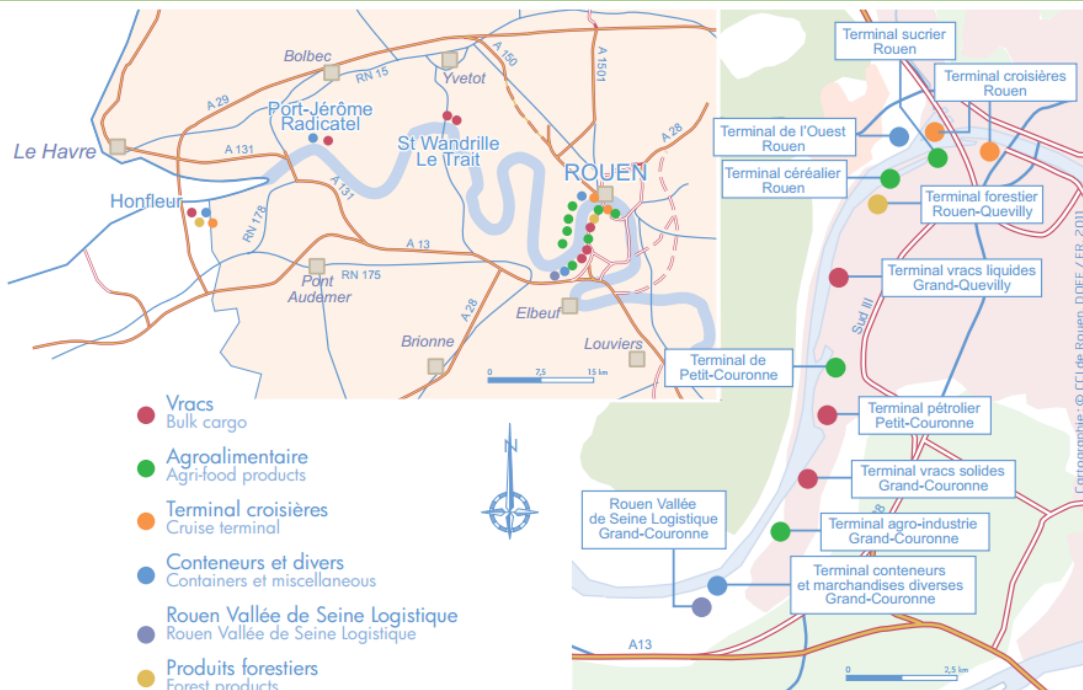 Bolbec
Yvetot
RN 15
A 150
A 1501
A 29
A 28
Port-Jérôme
Radicatel
St Wandrille
Le Trait
Le Havre
A 131
ROUEN
Honfleur
A 131
RN 178
A 13
Pont
Audemer
RN 175
A 28
Elbeuf
Brionne
Louviers
0 7,5 15 km
Vracs
Bulk cargo
Agroalimentaire
Agri-food products
Terminal croisières
Cruise terminal
Conteneurs et divers
Containers et miscellaneous
Rouen Vallée de Seine Logistique
Rouen Vallée de Seine Logistique
Produits forestiers
Forest products
N
Terminal sucrier
Rouen
Terminal croisières
Rouen
Terminal de l'Ouest
Rouen
Terminal céréalier
Rouen
Terminal forestier
Rouen-Quevilly
Terminal vracs liquides
Grand-Quevilly
Sud III
Terminal de
Petit-Couronne
Terminal pétrolier
Petit-Couronne
Terminal vracs solides
Grand-Couronne
Rouen Vallée
de Seine Logistique
Grand-Couronne
Terminal agro-industrie
Grand-Couronne
Terminal conteneurs
et marchandises diverses
Grand-Couronne
A13
0 2,5 km